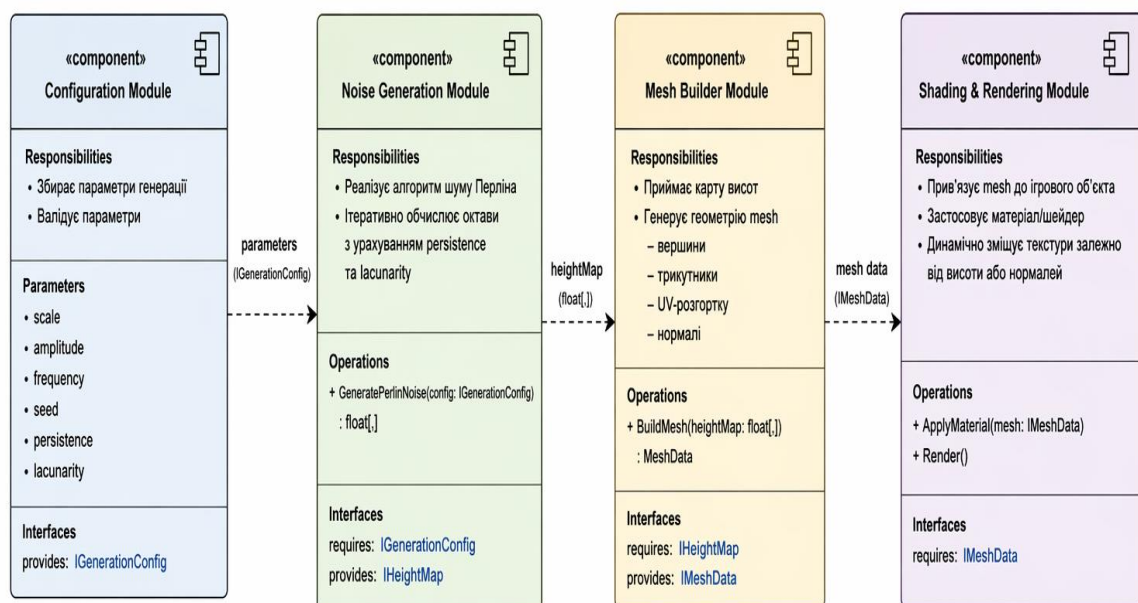 «component»
Configuration Module
Responsibilities
• Збирає параметри генерації
• Валідує параметри
Parameters
• scale
• amplitude
• frequency
• seed
• persistence
• lacunarity
Interfaces
provides: IGenerationConfig
parameters
(IGenerationConfig)
«component»
Noise Generation Module
Responsibilities
• Реалізує алгоритм шуму Перліна
• Ітеративно обчислює октави
з урахуванням persistence
та lacunarity
Operations
+ GeneratePerlinNoise(config: IGenerationConfig)
: float[,]
Interfaces
requires: IGenerationConfig
provides: IHeightMap
heightMap
(float[,])
«component»
Mesh Builder Module
Responsibilities
• Приймає карту висот
• Генерує геометрію mesh
– вершини
– трикутники
– UV-розгортку
– нормалі
Operations
+ BuildMesh(heightMap: float[,])
: MeshData
Interfaces
requires: IHeightMap
provides: IMeshData
mesh data
(IMeshData)
«component»
Shading & Rendering Module
Responsibilities
• Прив'язує mesh до ігрового об'єкта
• Застосовує матеріал/шейдер
• Динамічно зміщує текстури залежно
від висоти або нормалей
Operations
+ ApplyMaterial(mesh: IMeshData)
+ Render()
Interfaces
requires: IMeshData